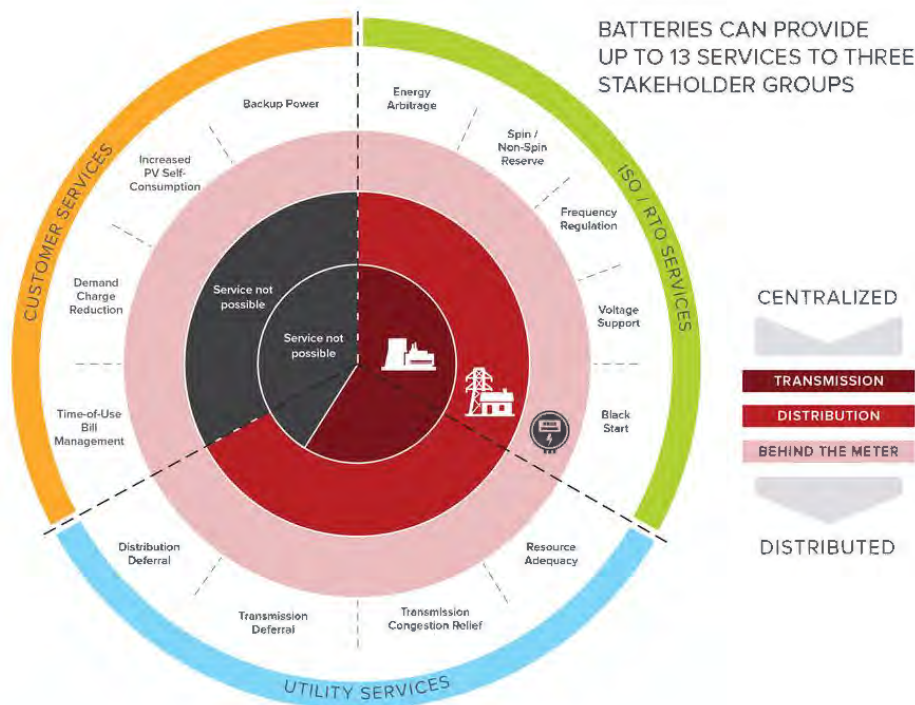 BATTERIES CAN PROVIDE
UP TO 13 SERVICES TO THREE
STAKEHOLDER GROUPS
CUSTOMER SERVICES
ISO / RTO SERVICES
UTILITY SERVICES
Backup Power
Increased
PV Self-
Consumption
Demand
Charge
Reduction
Time-of-Use
Bill
Management
Energy
Arbitrage
Spin /
Non-Spin
Reserve
Frequency
Regulation
Voltage
Support
Black
Start
Resource
Adequacy
Transmission
Congestion Relief
Transmission
Deferral
Distribution
Deferral
Service not
possible
Service not
possible
CENTRALIZED
TRANSMISSION
DISTRIBUTION
BEHIND THE METER
DISTRIBUTED